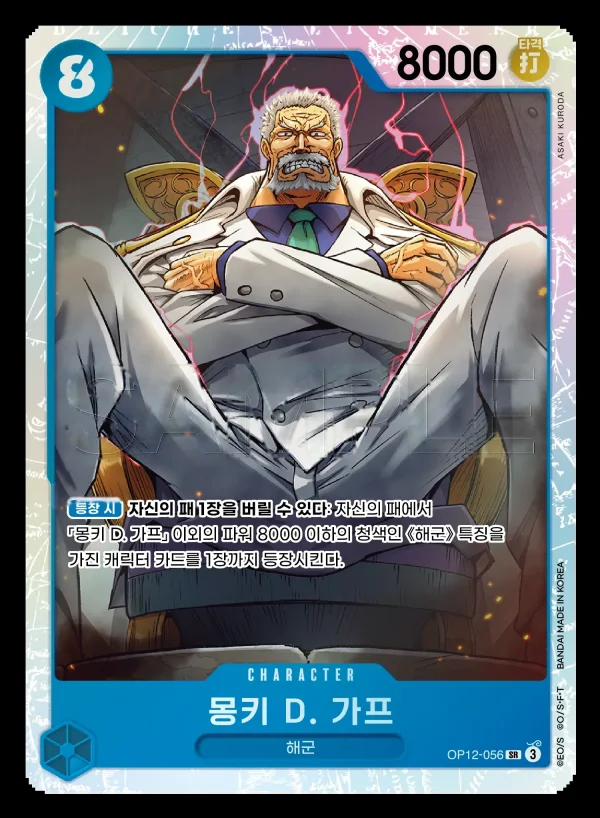 8
8000
타격
打
ASAKI KURODA
SAMPLE
등장 시 자신의 패 1장을 버릴 수 있다: 자신의 패에서
「몽키 D. 가프」 이외의 파워 8000 이하의 청색인 《해군》 특징을
가진 캐릭터 카드를 1장까지 등장시킨다.
CHARACTER
몽키 D. 가프
해군
OP12-056 SR 3
©EO/S ©O/S·F·T BANDAI MADE IN KOREA